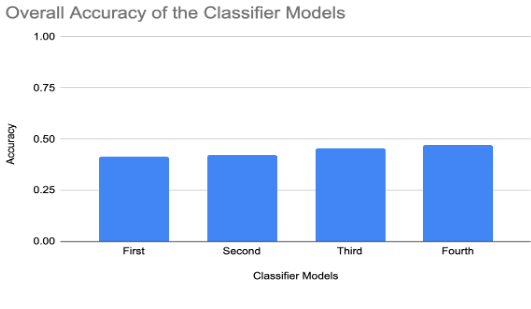 Overall Accuracy of the Classifier Models
1.00
0.75
0.50
0.25
0.00
Accuracy
First Second Third Fourth
Classifier Models